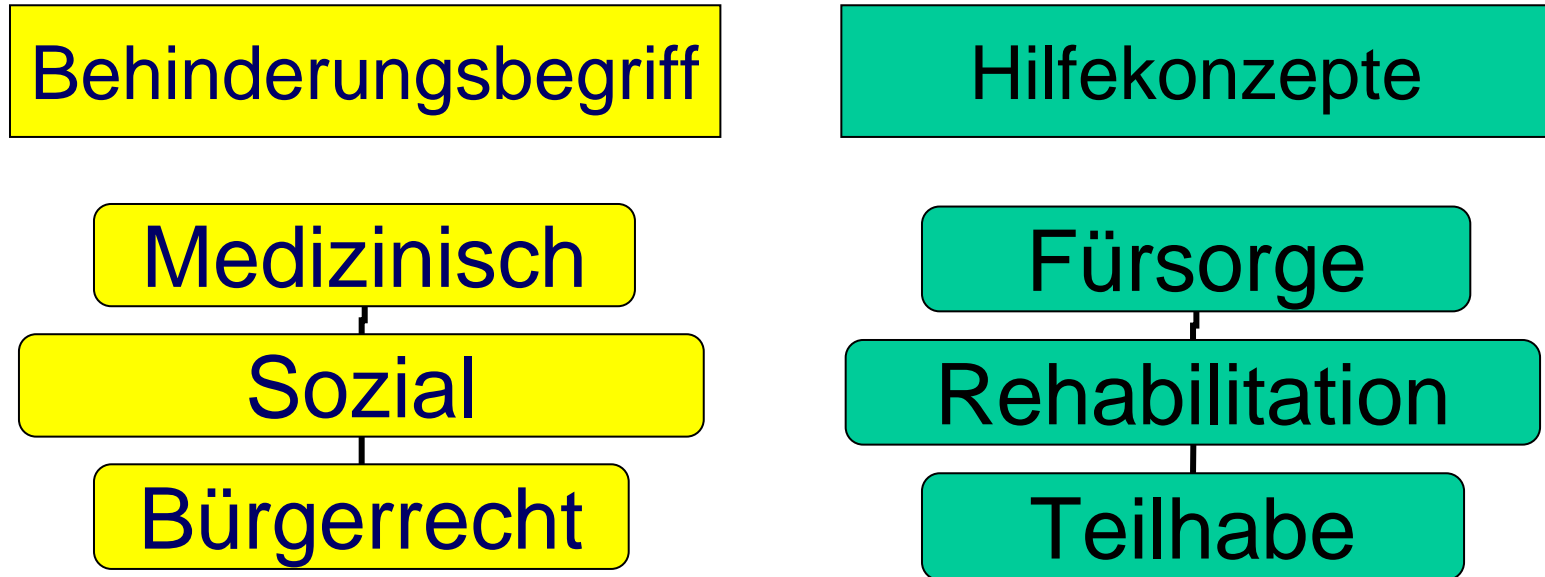 Behinderungsbegriff
Medizinisch
Sozial
Bürgerrecht
Hilfekonzepte
Fürsorge
Rehabilitation
Teilhabe